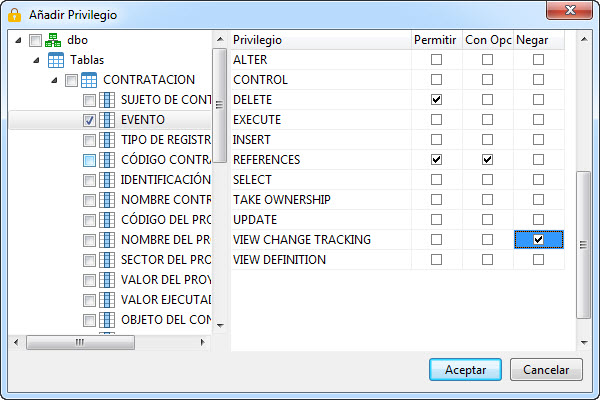 Añadir Privilegio
dbo
Tablas
CONTRATACION
SUJETO DE CONT
EVENTO
TIPO DE REGISTR
CÓDIGO CONTRA
IDENTIFICACIÓN
NOMBRE CONTR
CÓDIGO DEL PRO
NOMBRE DEL PR
SECTOR DEL PRO
VALOR DEL PROY
VALOR EJECUTAD
OBJETO DEL CON
Privilegio Permitir Con Opc Negar
ALTER
CONTROL
DELETE
EXECUTE
INSERT
REFERENCES
SELECT
TAKE OWNERSHIP
UPDATE
VIEW CHANGE TRACKING
VIEW DEFINITION
Aceptar Cancelar